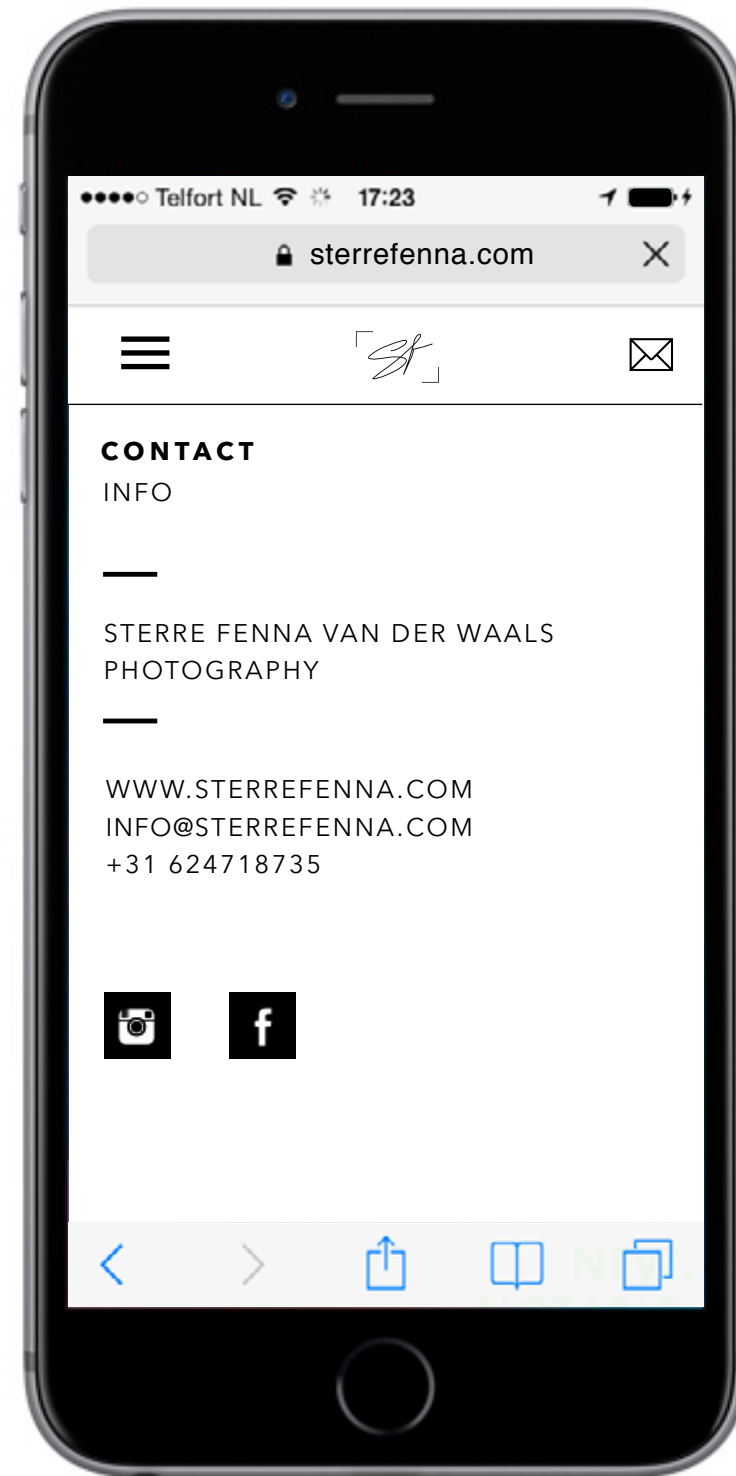 Telfort NL 17:23
sterrefenna.com
Sf
CONTACT
INFO
STERRE FENNA VAN DER WAALS
PHOTOGRAPHY
WWW.STERREFENNA.COM
INFO@STERREFENNA.COM
+31 624718735
f